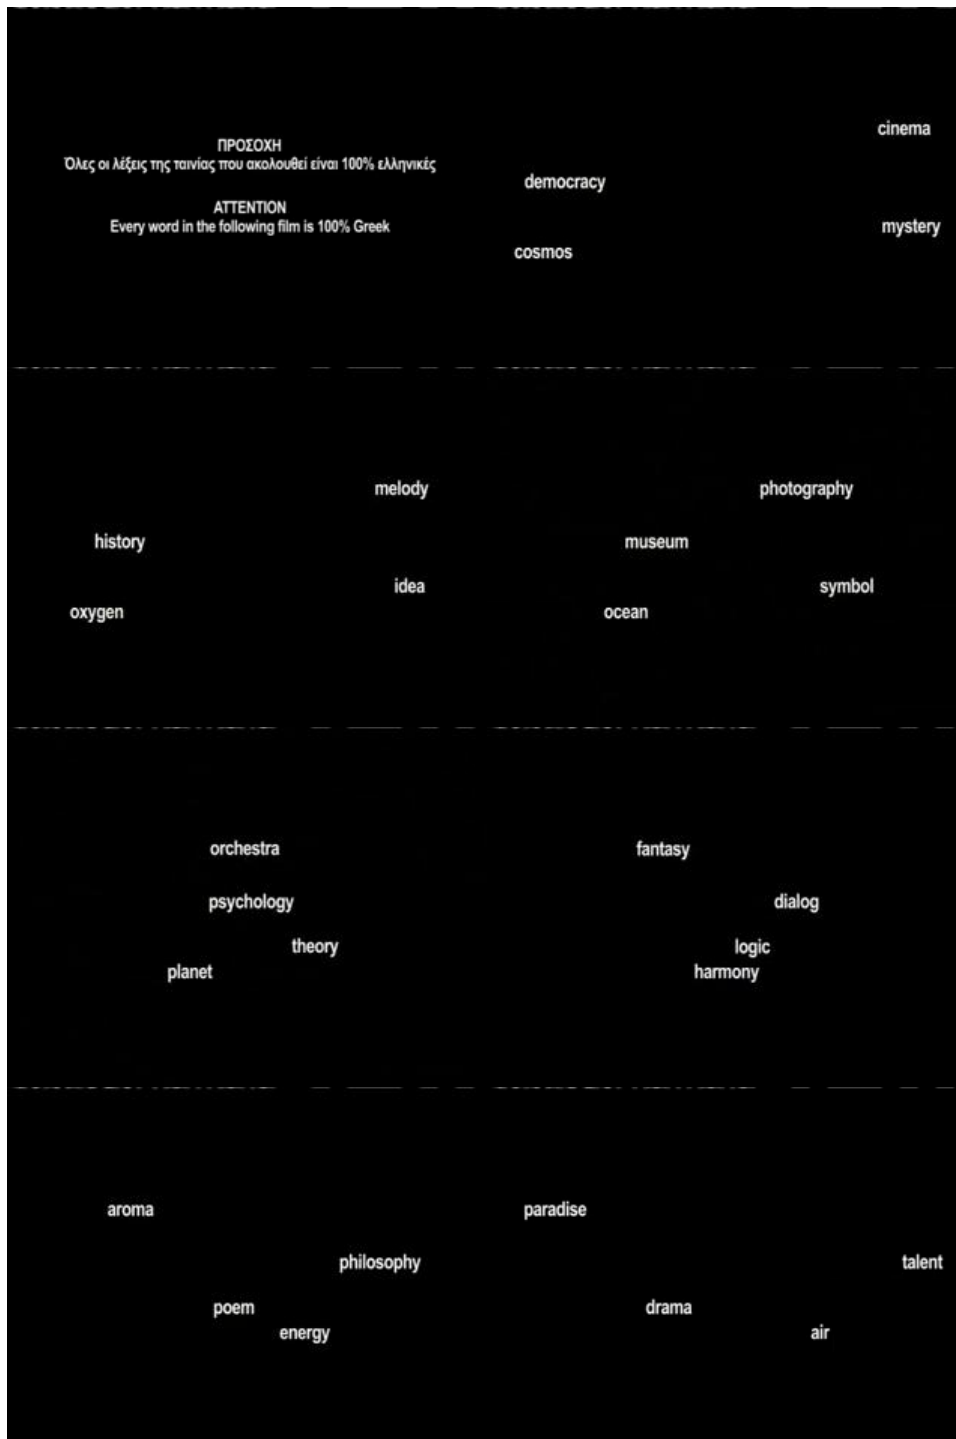 ΠΡΟΣΟΧΗ
Όλες οι λέξεις της ταινίας που ακολουθεί είναι 100% ελληνικές
ATTENTION
Every word in the following film is 100% Greek
cinema
democracy
mystery
cosmos
melody
history
idea
oxygen
photography
museum
symbol
ocean
orchestra
psychology
theory
planet
fantasy
dialog
logic
harmony
aroma
philosophy
poem
energy
paradise
talent
drama
air